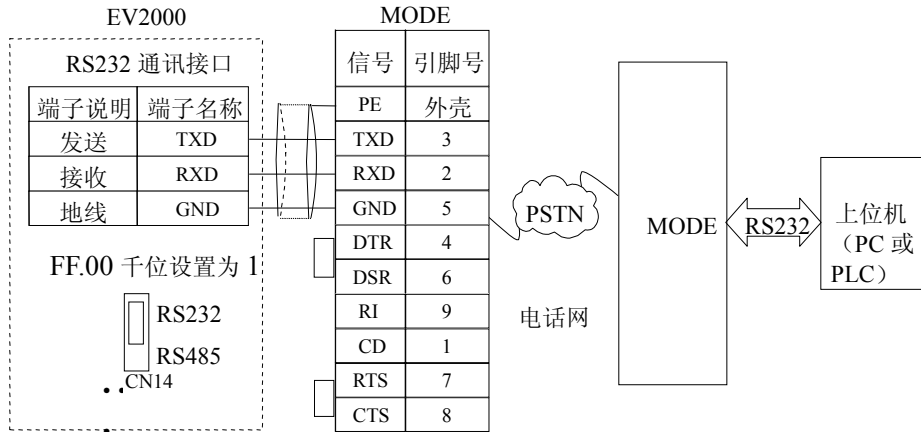 EV2000
RS232 通讯接口
端子说明 端子名称
发送 TXD
接收 RXD
地线 GND
FF.00 千位设置为 1
RS232
RS485
CN14
MODE
信号 引脚号
PE 外壳
TXD 3
RXD 2
GND 5
DTR 4
DSR 6
RI 9
CD 1
RTS 7
CTS 8
PSTN
电话网
MODE
RS232
上位机
（PC 或
PLC）